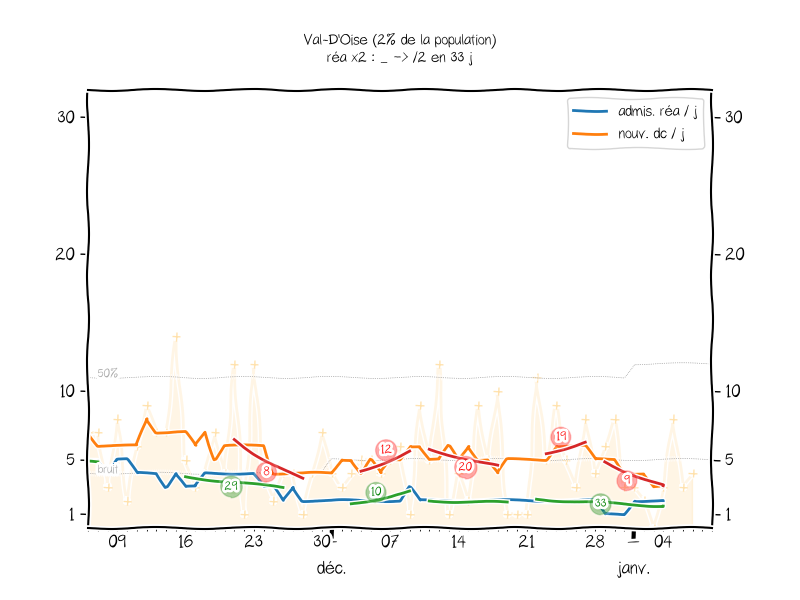 Val-D'Oise (2% de la population)
réa x2 : _ -> /2 en 33 j
admis. réa / j
nouv. dc / j
30 30
20 20
50%
10 10
19
12
20
5 5
bruit
8
9
29
10
33
1 1
09 16 23 30 07 14 21 28 04
déc. janv.